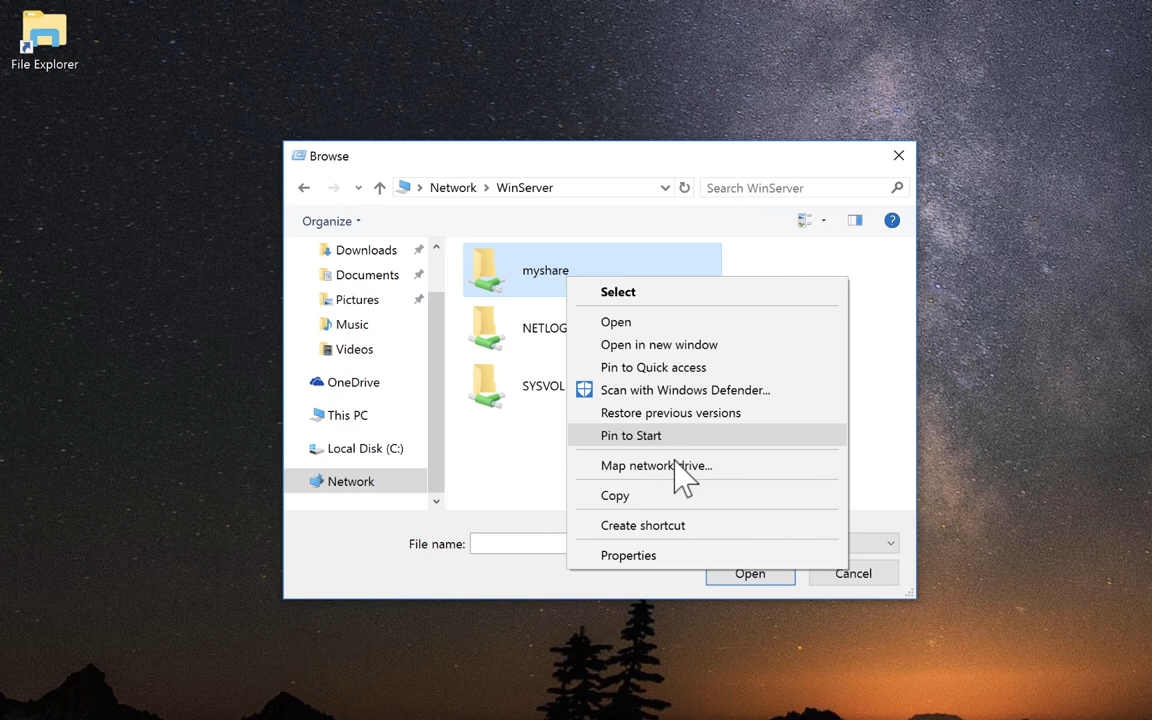 File Explorer
Browse
Network
WinServer
Search WinServer
Organize
Downloads
Documents
Pictures
Music
Videos
OneDrive
This PC
Local Disk (C:)
Network
myshare
NETLOG
SYSVOL
Select
Open
Open in new window
Pin to Quick access
Scan with Windows Defender...
Restore previous versions
Pin to Start
Map network drive...
Copy
Create shortcut
Properties
File name:
Open
Cancel